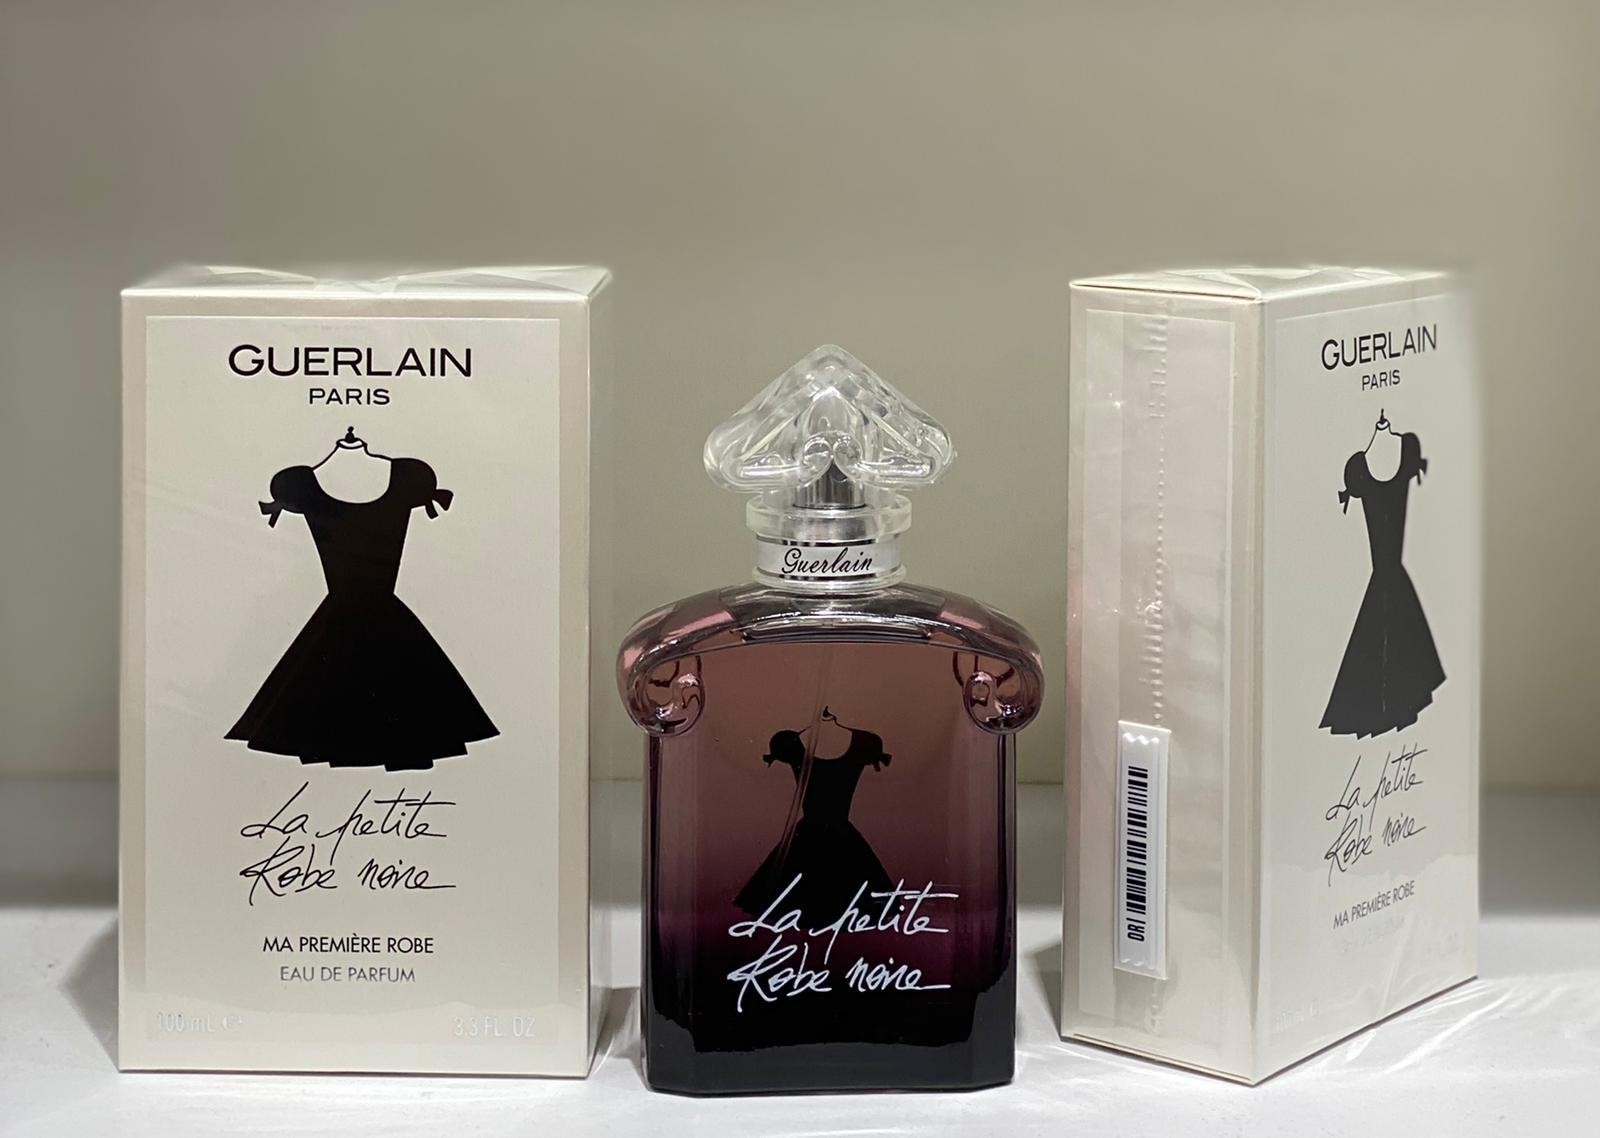 GUERLAIN
PARIS
La petite
Robe noire
MA PREMIÈRE ROBE
EAU DE PARFUM
100 mL e
3.3 FL. OZ
Guerlain
La petite
Robe noire
GUERLAIN
PARIS
La petite
Robe noire
MA PREMIÈRE ROBE